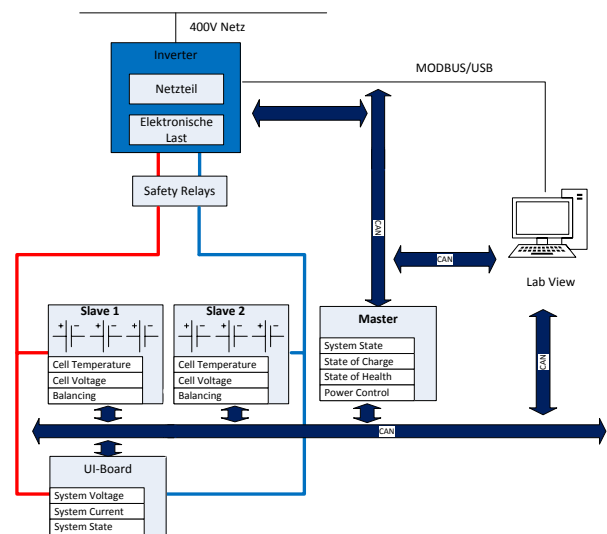 400V Netz
Inverter
MODBUS/USB
Netzteil
Elektronische
Last
Safety Relays
CAN
CAN
Lab View
Slave 1
+ − + − + −
Cell Temperature
Cell Voltage
Balancing
Slave 2
+ − + − + −
Cell Temperature
Cell Voltage
Balancing
Master
System State
State of Charge
State of Health
Power Control
CAN
CAN
UI-Board
System Voltage
System Current
System State